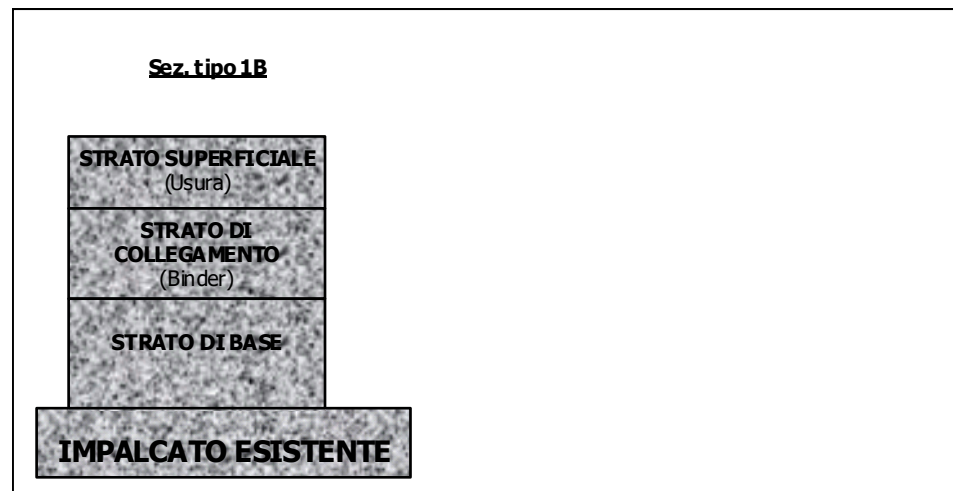 Sez. tipo 1B
STRATO SUPERFICIALE
(Usura)
STRATO DI
COLLEGAMENTO
(Binder)
STRATO DI BASE
IMPALCATO ESISTENTE